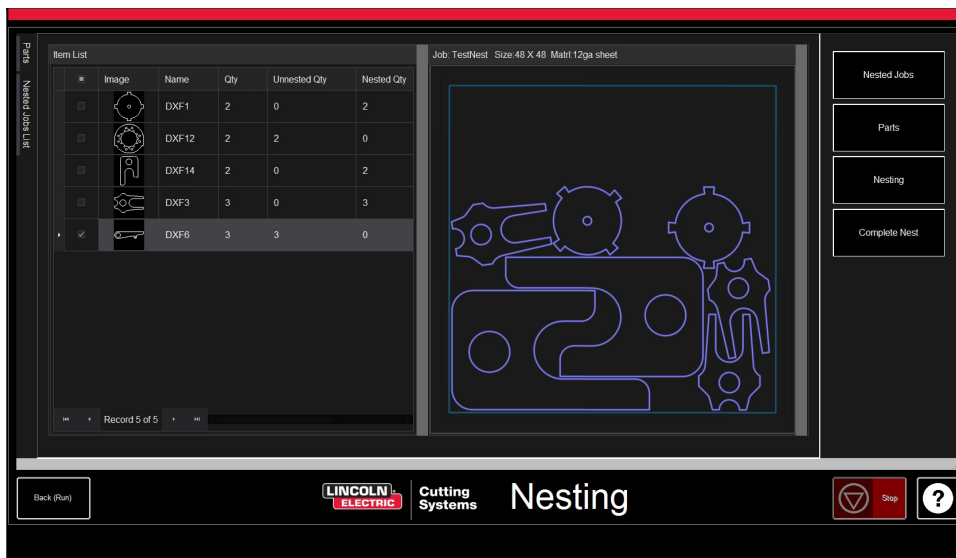 Parts
Nested Jobs List
Item List
Image Name Qty Unnested Qty Nested Qty
DXF1 2 0 2
DXF12 2 2 0
DXF14 2 0 2
DXF3 3 0 3
DXF6 3 3 0
Record 5 of 5
Job: TestNest Size:48 X 48 Matrl:12ga sheet
Nested Jobs
Parts
Nesting
Complete Nest
Back (Run)
LINCOLN
ELECTRIC
Cutting
Systems
Nesting
Stop
?